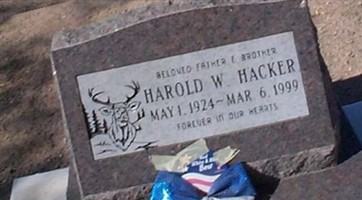 BELOVED FATHER & BROTHER
HAROLD W. HACKER
MAY 1, 1924 ~ MAR 6, 1999
FOREVER IN OUR HEARTS